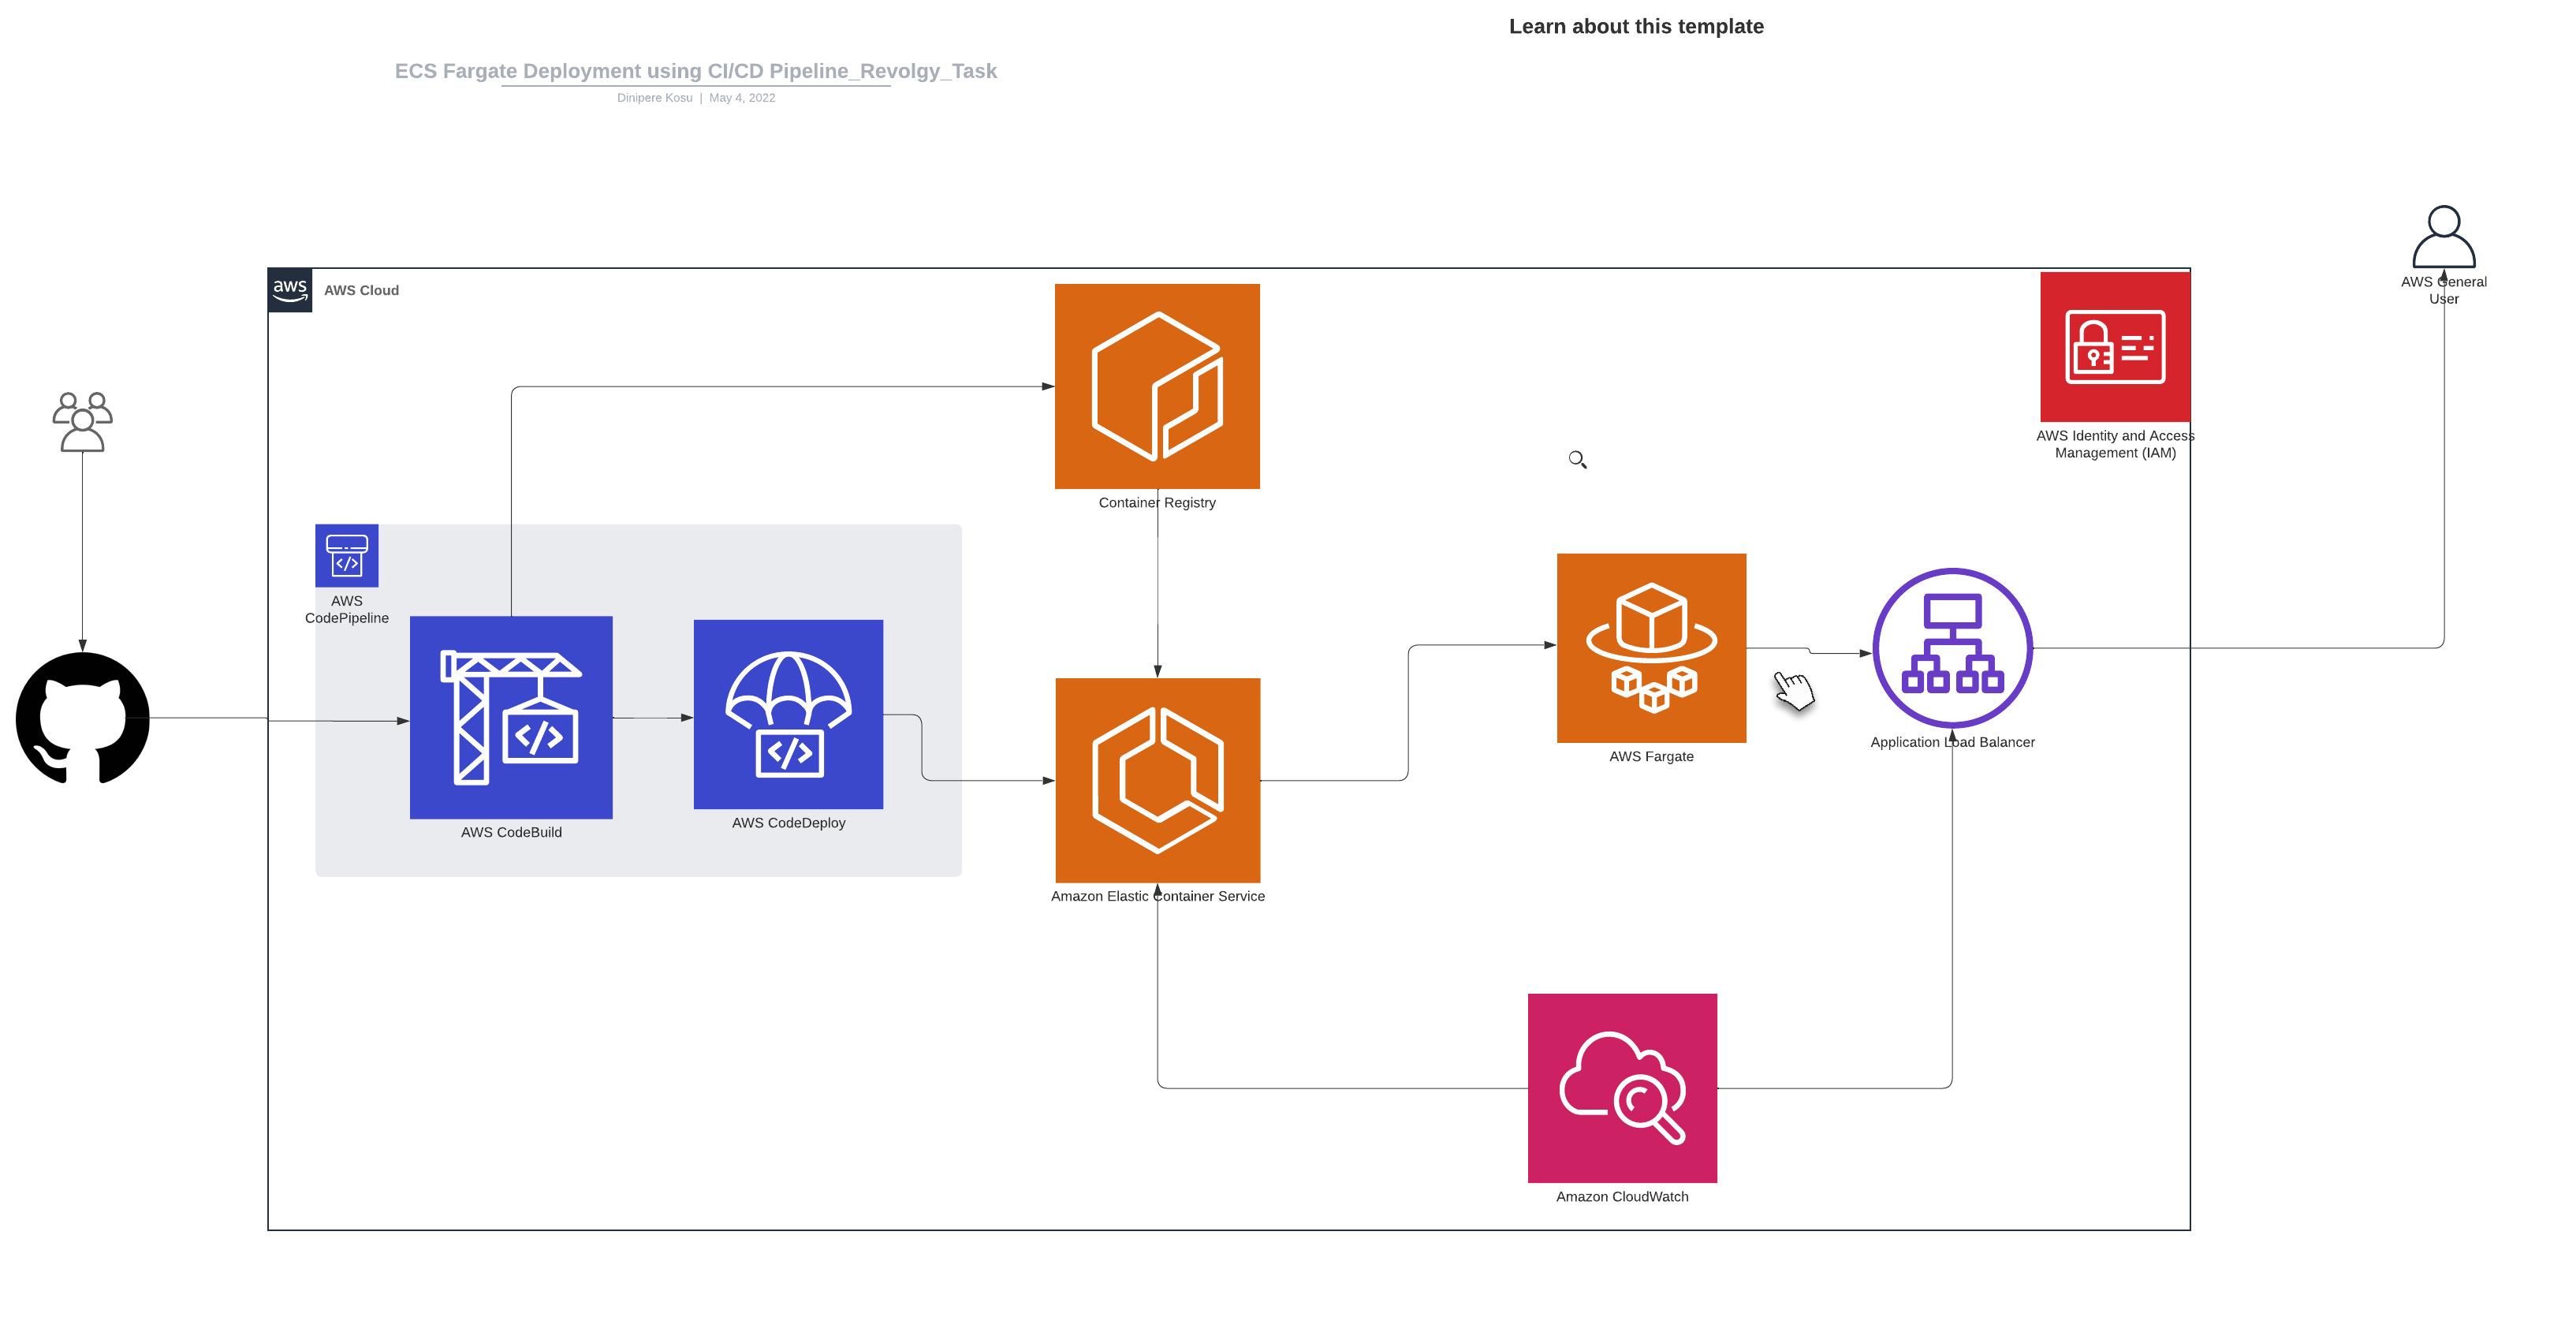 Learn about this template
ECS Fargate Deployment using CI/CD Pipeline_Revolgy_Task
Dinipere Kosu | May 4, 2022
aws
AWS Cloud
AWS General
User
AWS Identity and Access
Management (IAM)
Container Registry
AWS
CodePipeline
AWS CodeBuild
AWS CodeDeploy
Amazon Elastic Container Service
AWS Fargate
Application Load Balancer
Amazon CloudWatch